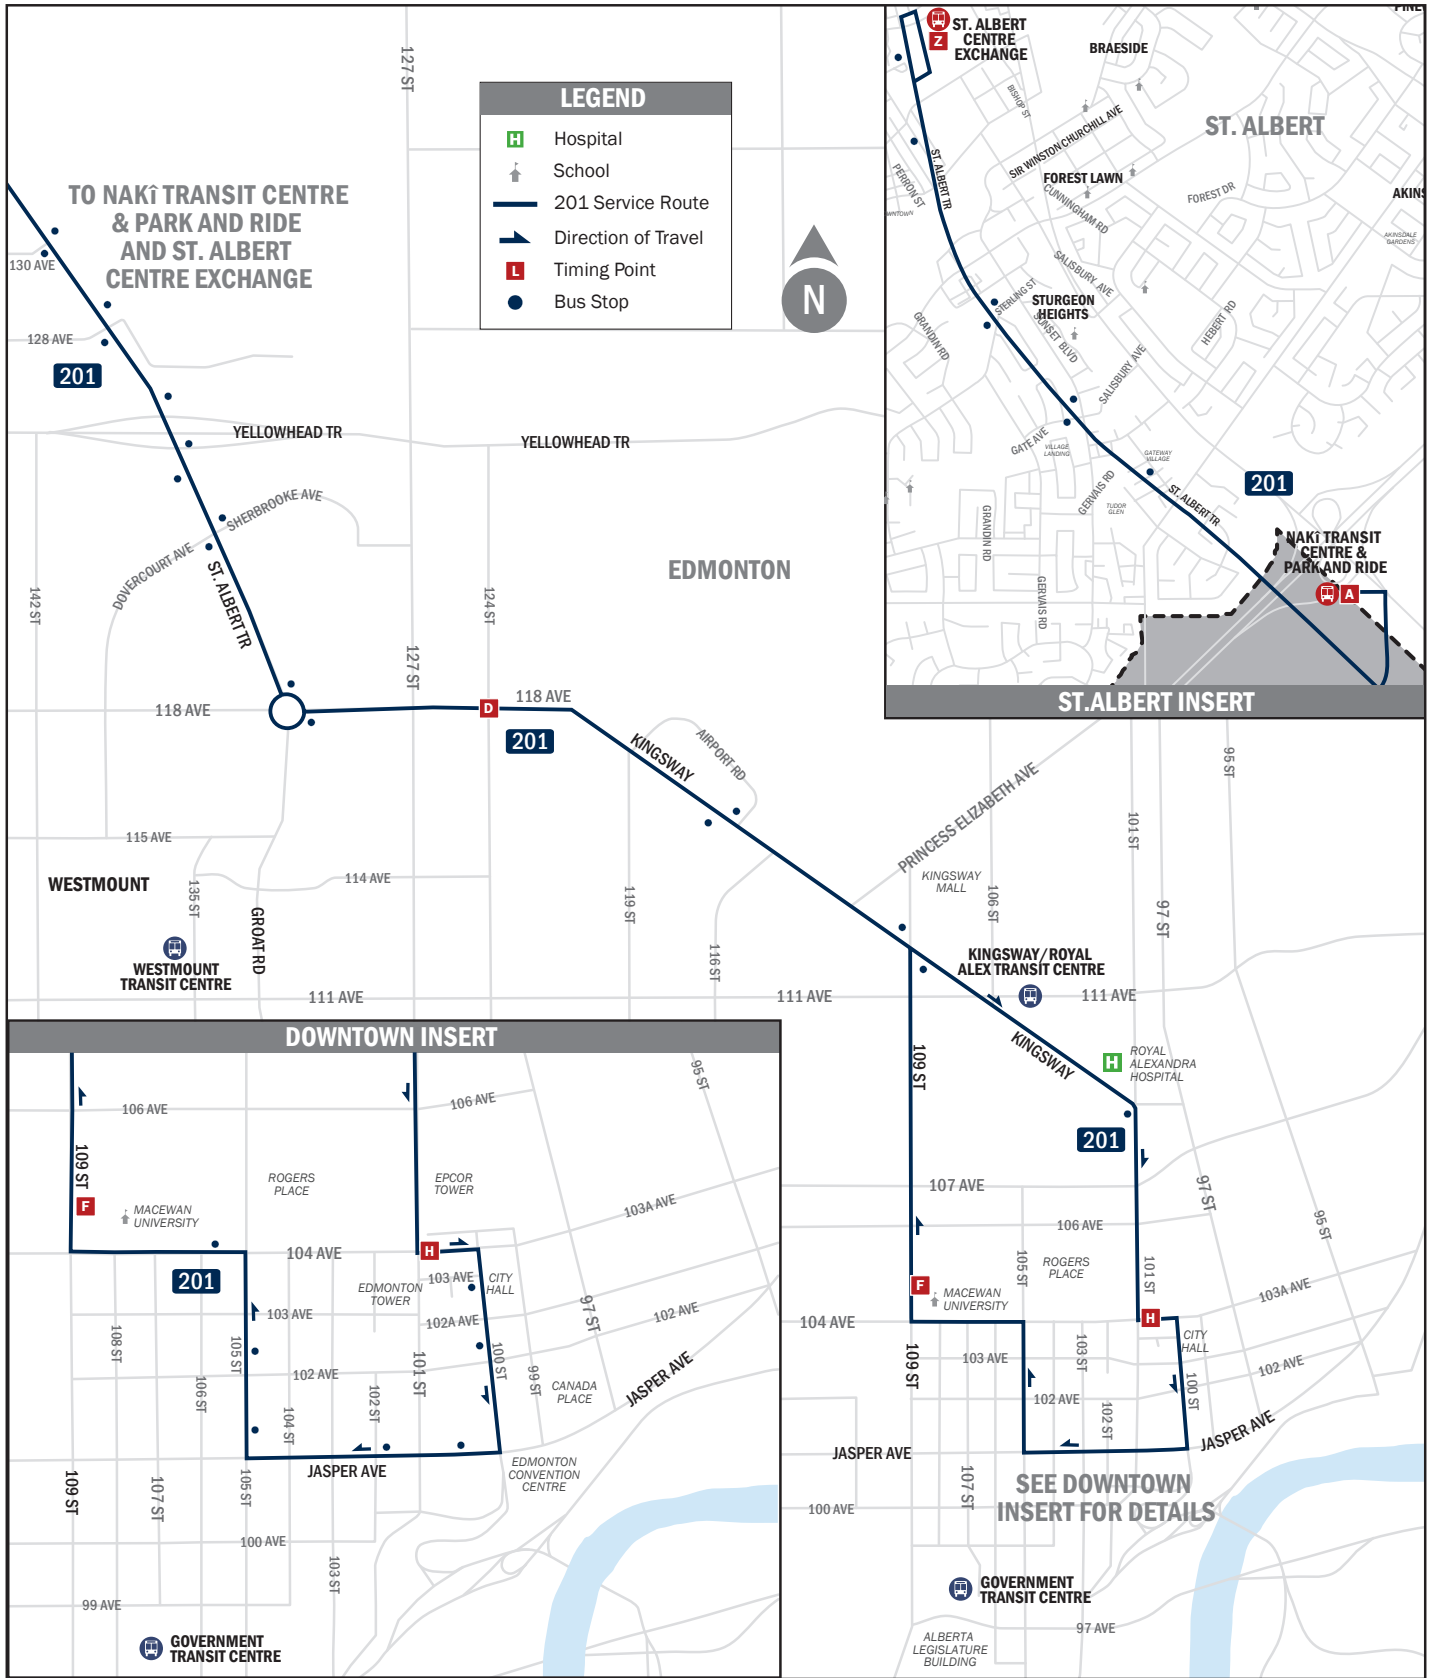 127 ST
LEGEND
H
Hospital
School
201 Service Route
Direction of Travel
L
Timing Point
Bus Stop
N
TO NAKÎ TRANSIT CENTRE
& PARK AND RIDE
AND ST. ALBERT
CENTRE EXCHANGE
130 AVE
128 AVE
201
YELLOWHEAD TR
YELLOWHEAD TR
SHERBROOKE AVE
DOVERCOURT AVE
ST. ALBERT TR
142 ST
124 ST
127 ST
EDMONTON
118 AVE
D
118 AVE
201
KINGSWAY
AIRPORT RD
115 AVE
WESTMOUNT
135 ST
114 AVE
GROAT RD
119 ST
116 ST
WESTMOUNT
TRANSIT CENTRE
111 AVE
111 AVE
111 AVE
PRINCESS ELIZABETH AVE
95 ST
101 ST
97 ST
KINGSWAY
MALL
106 ST
KINGSWAY/ROYAL
ALEX TRANSIT CENTRE
KINGSWAY
109 ST
H
ROYAL
ALEXANDRA
HOSPITAL
201
107 AVE
97 ST
95 ST
106 AVE
105 ST
ROGERS
PLACE
101 ST
103A AVE
F
MACEWAN
UNIVERSITY
104 AVE
H
CITY
HALL
109 ST
103 AVE
103 ST
102 AVE
102 AVE
102 ST
100 ST
JASPER AVE
JASPER AVE
107 ST
SEE DOWNTOWN
INSERT FOR DETAILS
100 AVE
GOVERNMENT
TRANSIT CENTRE
97 AVE
ALBERTA
LEGISLATURE
BUILDING
ST. ALBERT
CENTRE
EXCHANGE
Z
BRAESIDE
PINE
BISHOP ST
SIR WINSTON CHURCHILL AVE
ST. ALBERT
ST. ALBERT TR
PERRON ST
WNTOWN
FOREST LAWN
CUNNINGHAM RD
FOREST DR
AKINS
AKINSDALE
GARDENS
SALISBURY AVE
STERLING ST
STURGEON
HEIGHTS
SUNSET BLVD
GRANDIN RD
HEBERT RD
SALISBURY AVE
GATE AVE
VILLAGE
LANDING
GATEWAY
VILLAGE
GERVAIS RD
TUDOR
GLEN
ST. ALBERT TR
201
GRANDIN RD
GERVAIS RD
NAKÎ TRANSIT
CENTRE &
PARK AND RIDE
A
ST.ALBERT INSERT
DOWNTOWN INSERT
106 AVE
106 AVE
95 ST
109 ST
F
MACEWAN
UNIVERSITY
ROGERS
PLACE
EPCOR
TOWER
103A AVE
201
104 AVE
H
103 AVE
CITY
HALL
EDMONTON
TOWER
103 AVE
102A AVE
97 ST
102 AVE
108 ST
105 ST
106 ST
102 AVE
101 ST
100 ST
99 ST
CANADA
PLACE
JASPER AVE
104 ST
102 ST
JASPER AVE
109 ST
107 ST
105 ST
EDMONTON
CONVENTION
CENTRE
100 AVE
103 ST
99 AVE
GOVERNMENT
TRANSIT CENTRE